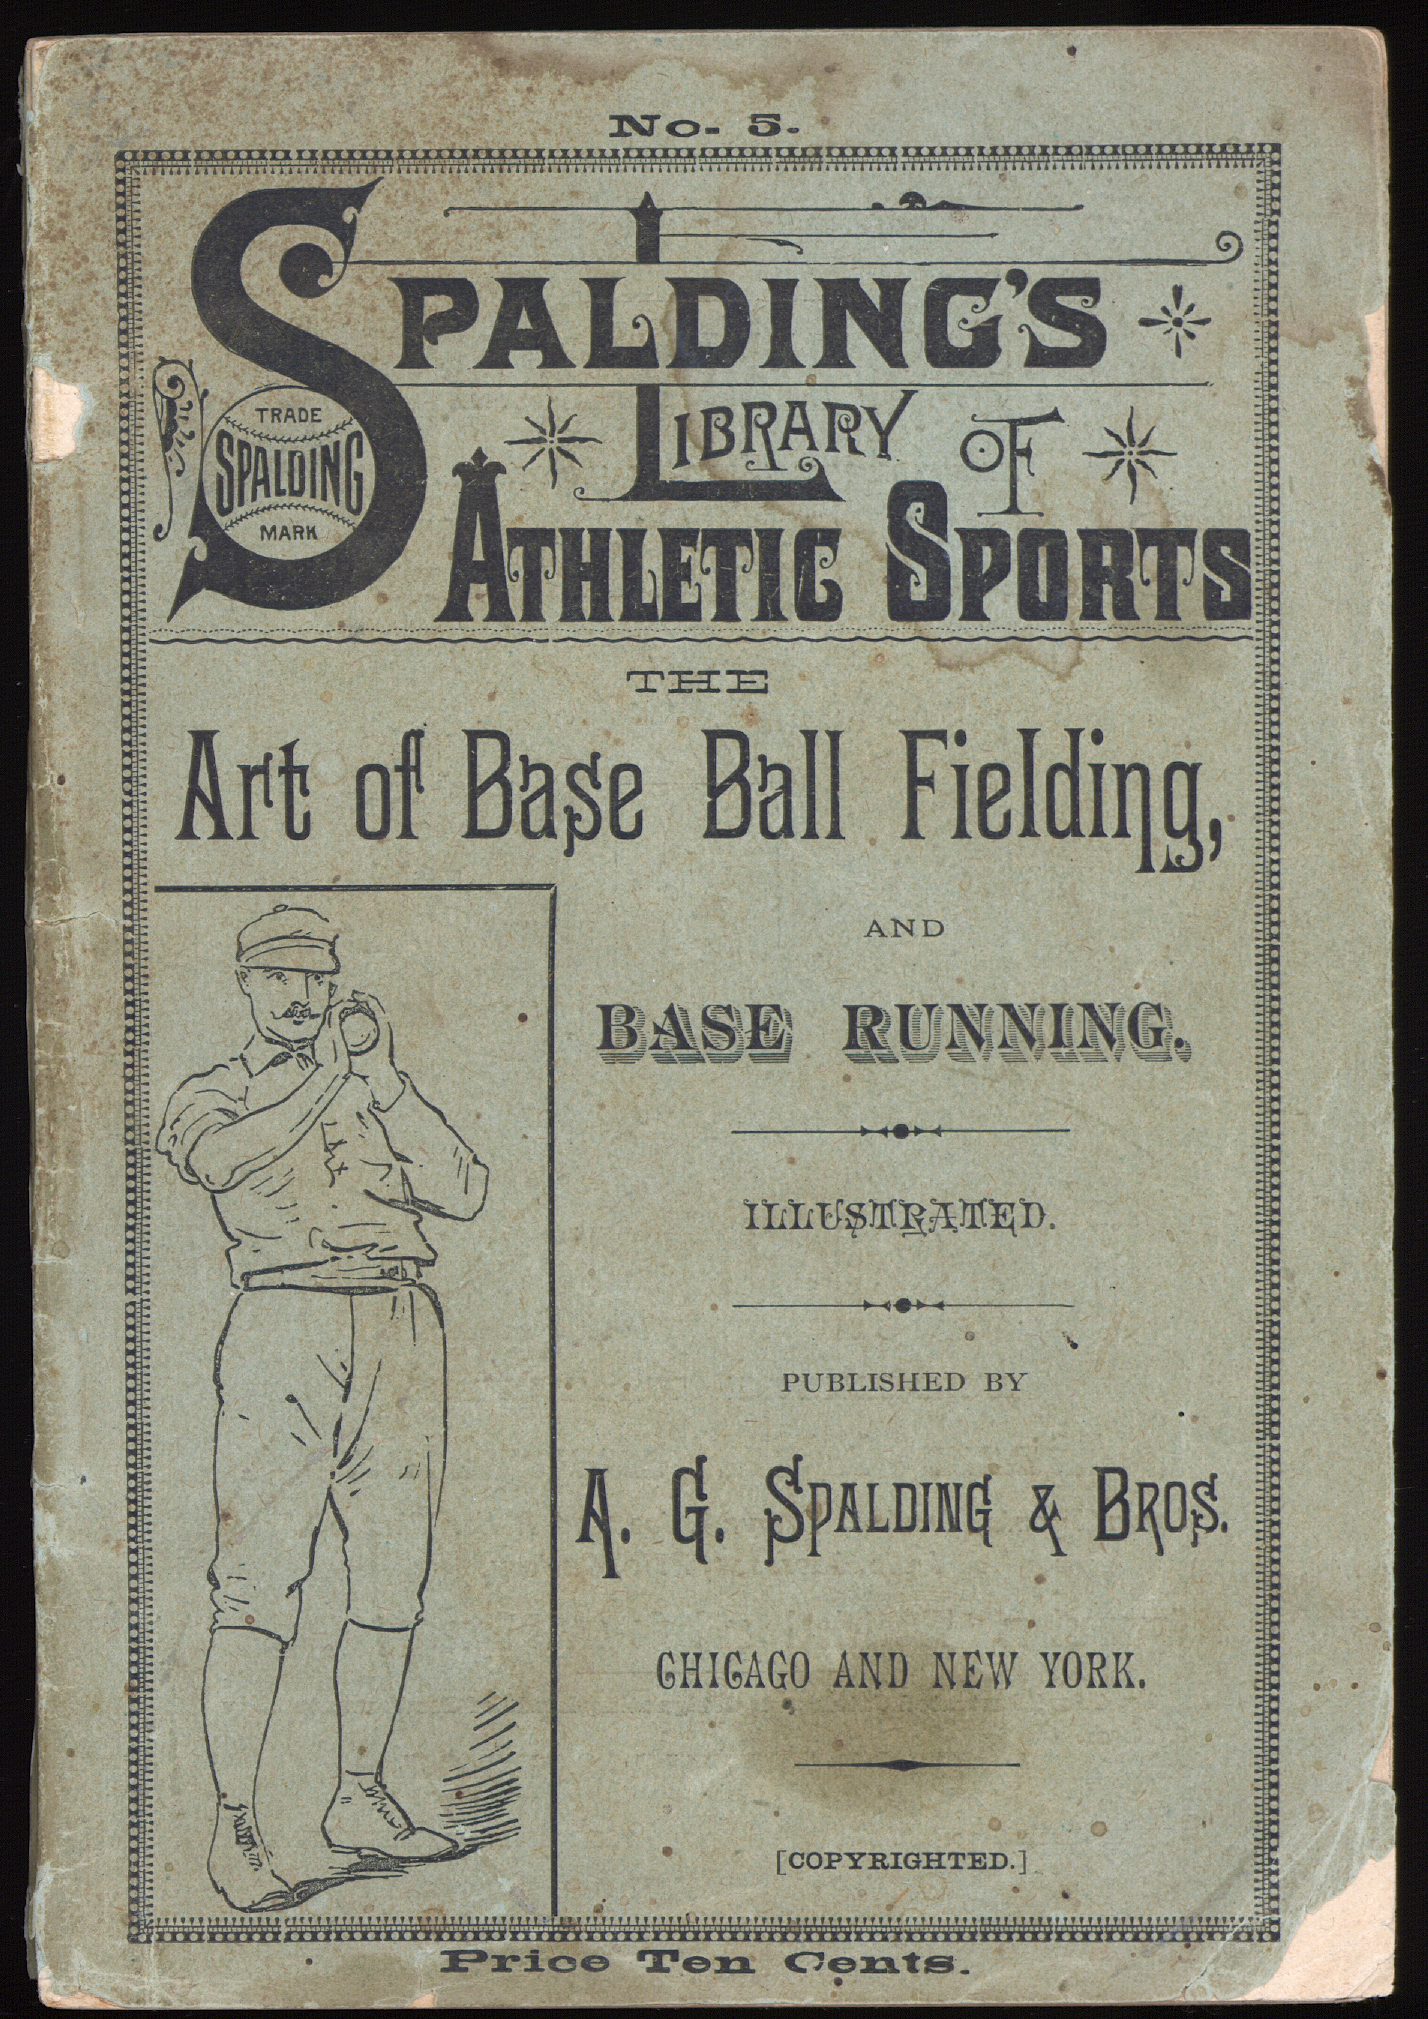 No. 5.
SPALDING'S
LIBRARY OF
ATHLETIC SPORTS
TRADE
SPALDING
MARK
THE
Art of Base Ball Fielding,
AND
BASE RUNNING.
ILLUSTRATED.
PUBLISHED BY
A. G. SPALDING & BROS.
CHICAGO AND NEW YORK.
[COPYRIGHTED.]
Price Ten Cents.